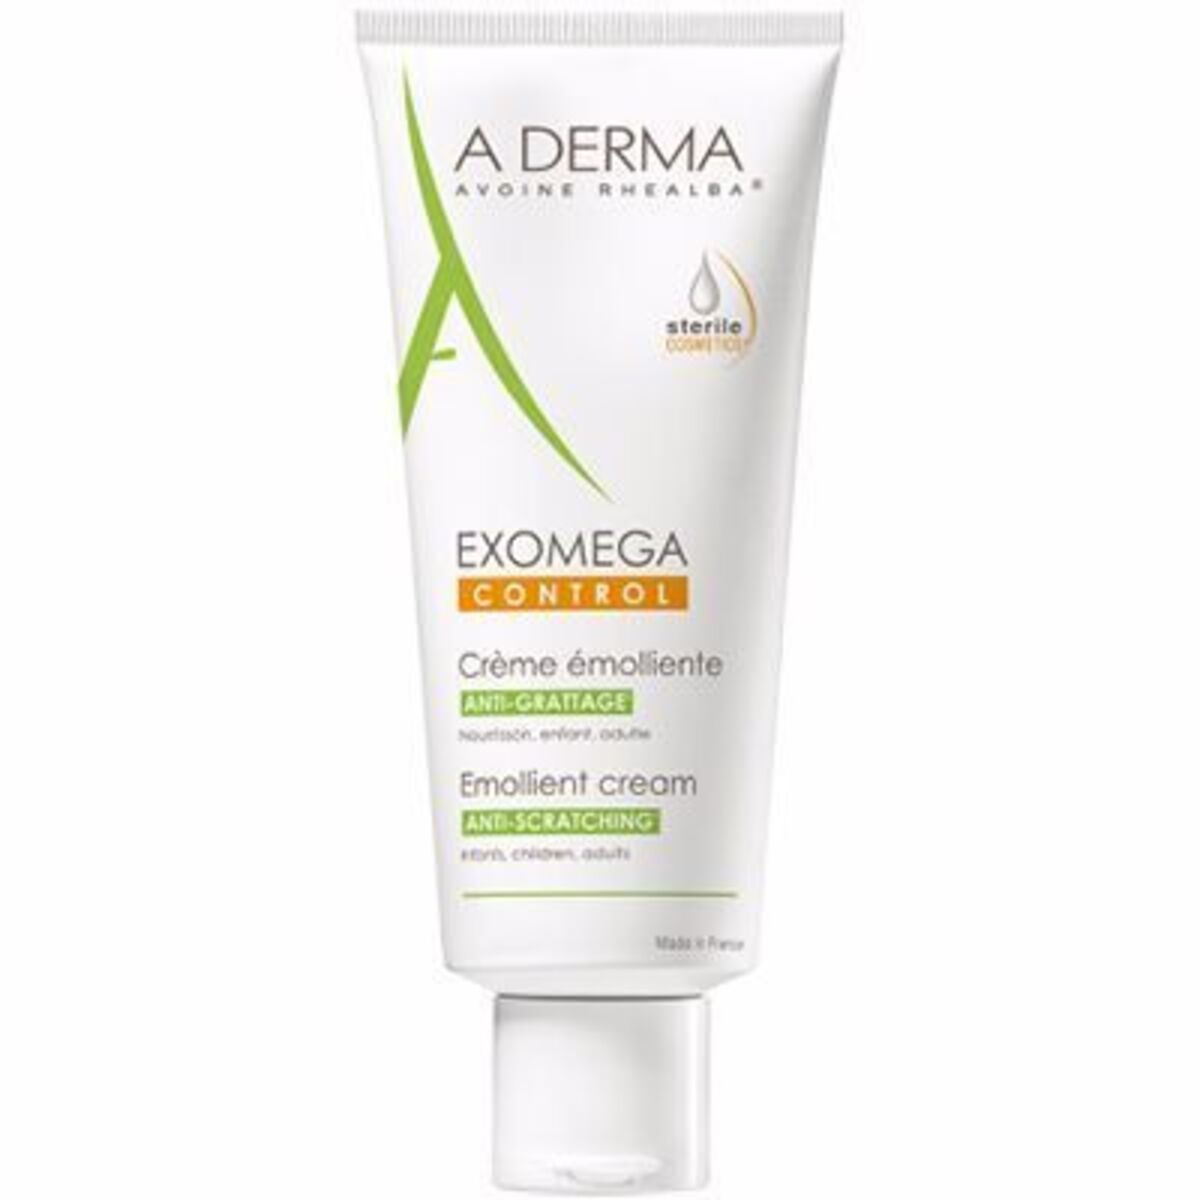 A DERMA
AVOINE RHEALBA®
sterile
COSMETICS
EXOMEGA
CONTROL
Crème émolliente
ANTI-GRATTAGE
Nourrisson, enfant, adulte
Emollient cream
ANTI-SCRATCHING
Infants, children, adults
Made in France